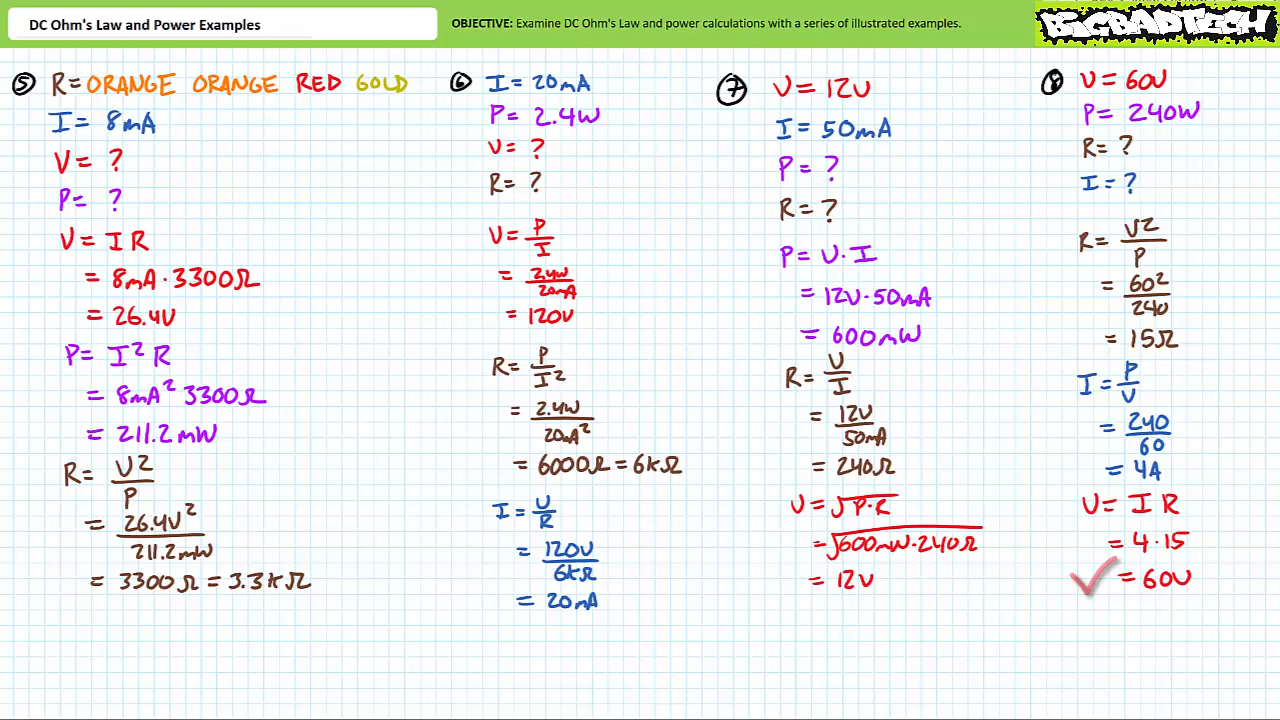 DC Ohm's Law and Power Examples
OBJECTIVE: Examine DC Ohm's Law and power calculations with a series of illustrated examples.
BIGBADTECH
⑤ R= ORANGE ORANGE RED GOLD
I= 8mA
V= ?
P= ?
V= I R
= 8mA·3300Ω
= 26.4V
P= I² R
= 8mA² 3300Ω
= 211.2mW
R= V²/P
= 26.4V²/211.2mW
= 3300Ω = 3.3kΩ
⑥ I= 20mA
P= 2.4W
V= ?
R= ?
V= P/I
= 2.4W/20mA
= 120V
R= P/I²
= 2.4W/20mA²
= 6000Ω = 6kΩ
I= V/R
= 120V/6kΩ
= 20mA
⑦ V= 12V
I= 50mA
P= ?
R= ?
P= V·I
= 12V·50mA
= 600mW
R= V/I
= 12V/50mA
= 240Ω
V= √P·R
= √600mW·240Ω
= 12V
⑧ V= 60V
P= 240W
R= ?
I= ?
R= V²/P
= 60²/240
= 15Ω
I= P/V
= 240/60
= 4A
V= I R
= 4·15
= 60V